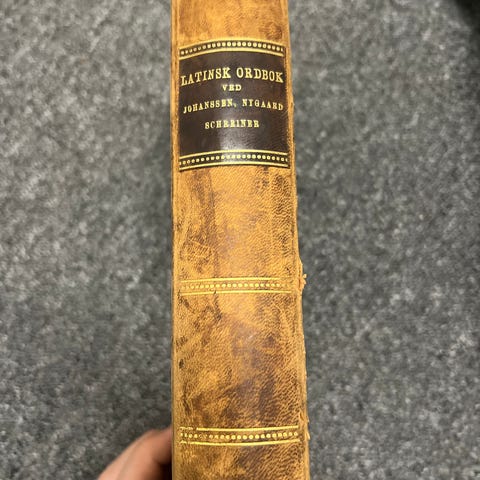 LATINSK ORDBOK
VED
JOHANSSEN, NYGAARD
SCHREINER